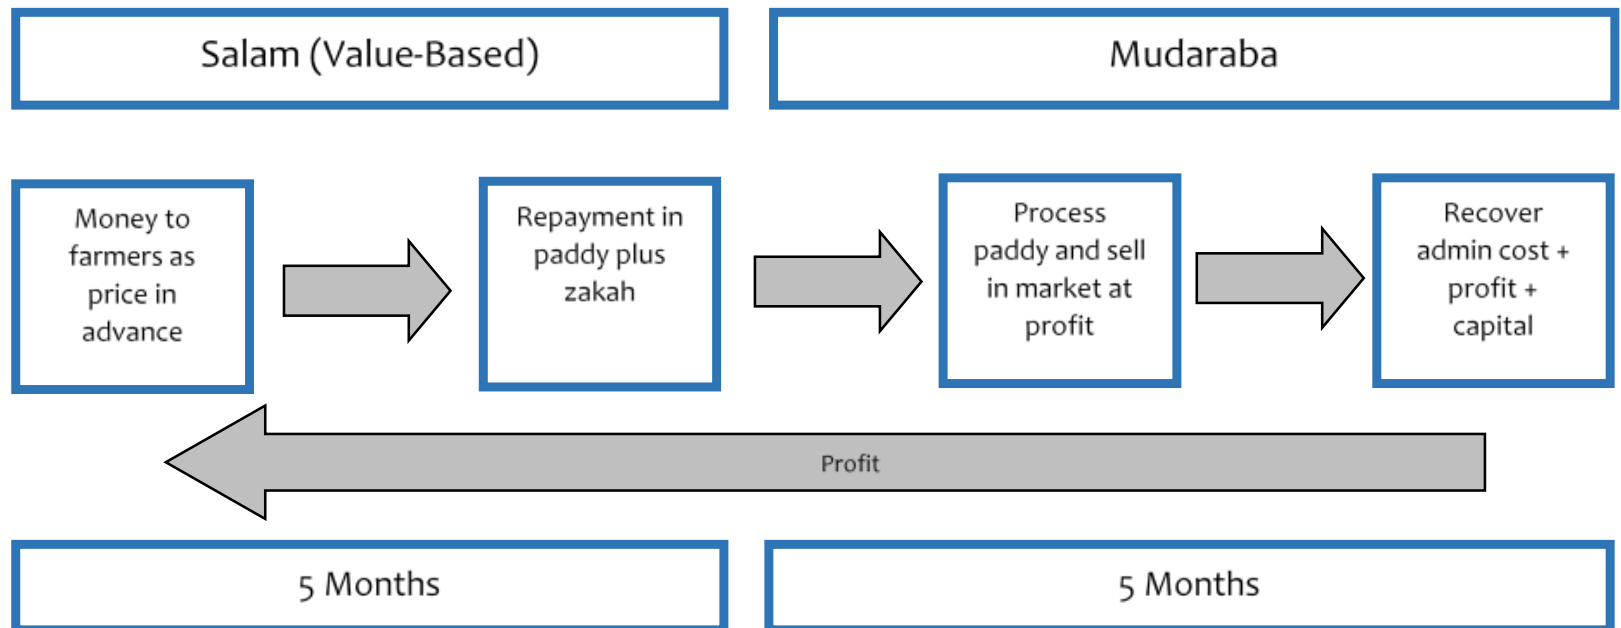 Salam (Value-Based)
Mudaraba
Money to
farmers as
price in
advance
Repayment in
paddy plus
zakah
Process
paddy and sell
in market at
profit
Recover
admin cost +
profit +
capital
Profit
5 Months
5 Months